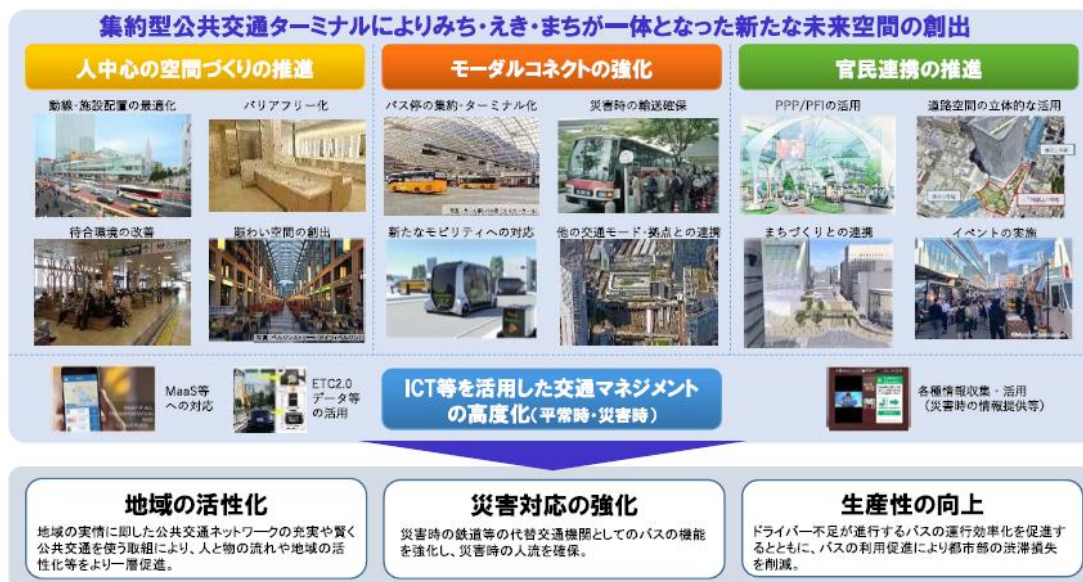 集約型公共交通ターミナルによりみち・えき・まちが一体となった新たな未来空間の創出
人中心の空間づくりの推進
モーダルコネクトの強化
官民連携の推進
動線・施設配置の最適化
バリアフリー化
バス停の集約・ターミナル化
災害時の輸送確保
PPP/PFIの活用
道路空間の立体的な活用
待合環境の改善
賑わい空間の創出
新たなモビリティへの対応
他の交通モード・拠点との連携
まちづくりとの連携
イベントの実施
MaaS等
への対応
ETC2.0
データ等
の活用
ICT等を活用した交通マネジメント
の高度化(平常時・災害時)
各種情報収集・活用
(災害時の情報提供等)
地域の活性化
地域の実情に即した公共交通ネットワークの充実や賢く
公共交通を使う取組により、人と物の流れや地域の活
性化等をより一層促進。
災害対応の強化
災害時の鉄道等の代替交通機関としてのバスの機能
を強化し、災害時の人流を確保。
生産性の向上
ドライバー不足が進行するバスの運行効率化を促進す
るとともに、バスの利用促進により都市部の渋滞損失
を削減。